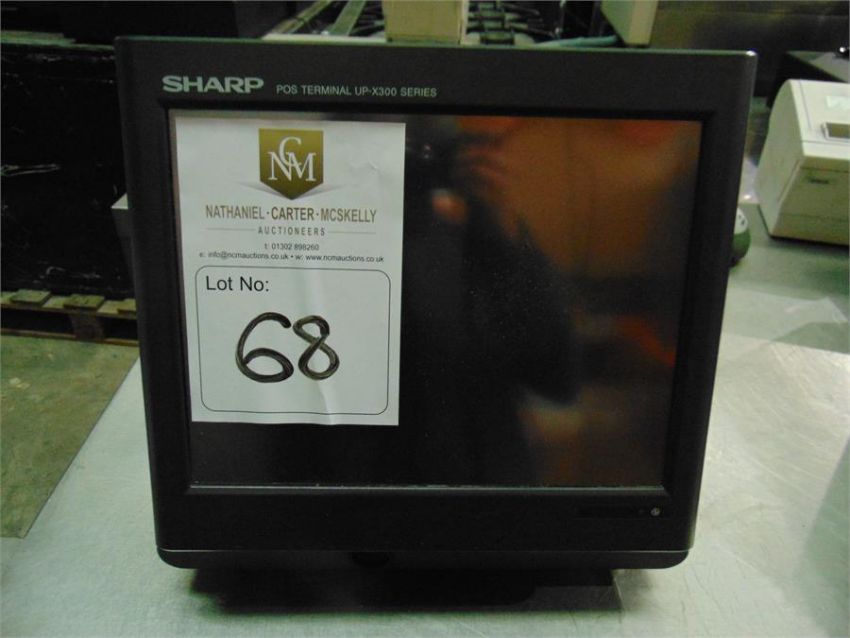 SHARP POS TERMINAL UP-X300 SERIES
NCM
NATHANIEL·CARTER·MCSKELLY
AUCTIONEERS
t: 01302 898260
e: info@ncmauctions.co.uk • w: www.ncmauctions.co.uk
Lot No:
68